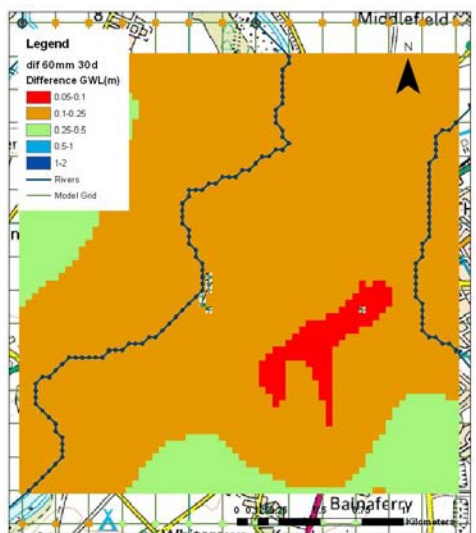 Middlefield
Legend
dif 60mm 30d
Difference GWL(m)
0.05-0.1
0.1-0.25
0.25-0.5
0.5-1
1-2
Rivers
Model Grid
N
Balnaferry
Kilometers